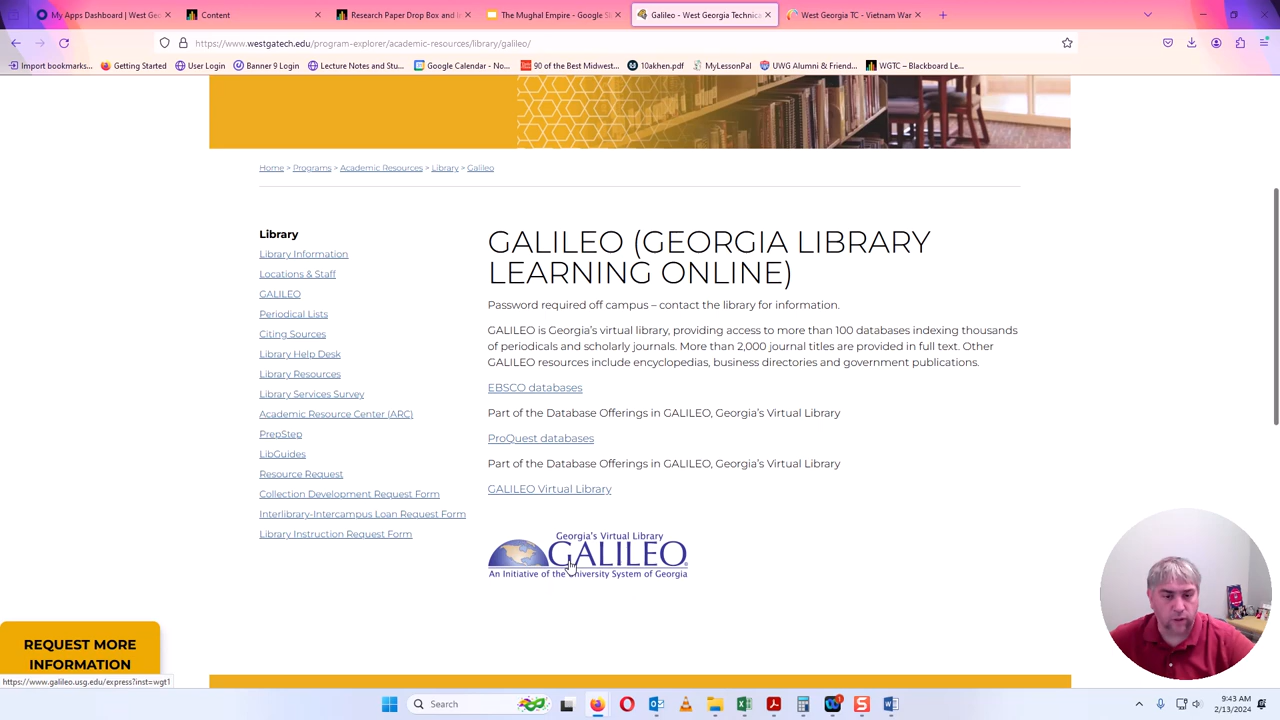 My Apps Dashboard | West Geo
Content
Research Paper Drop Box and I
The Mughal Empire - Google Sl
Galileo - West Georgia Technica
West Georgia TC - Vietnam War
https://www.westgatech.edu/program-explorer/academic-resources/library/galileo/
Import bookmarks...
Getting Started
User Login
Banner 9 Login
Lecture Notes and Stu...
Google Calendar - No...
90 of the Best Midwest...
10akhen.pdf
MyLessonPal
UWG Alumni & Friend...
WGTC – Blackboard Le...
Home > Programs > Academic Resources > Library > Galileo
Library
Library Information
Locations & Staff
GALILEO
Periodical Lists
Citing Sources
Library Help Desk
Library Resources
Library Services Survey
Academic Resource Center (ARC)
PrepStep
LibGuides
Resource Request
Collection Development Request Form
Interlibrary-Intercampus Loan Request Form
Library Instruction Request Form
GALILEO (GEORGIA LIBRARY
LEARNING ONLINE)
Password required off campus – contact the library for information.
GALILEO is Georgia's virtual library, providing access to more than 100 databases indexing thousands
of periodicals and scholarly journals. More than 2,000 journal titles are provided in full text. Other
GALILEO resources include encyclopedias, business directories and government publications.
EBSCO databases
Part of the Database Offerings in GALILEO, Georgia's Virtual Library
ProQuest databases
Part of the Database Offerings in GALILEO, Georgia's Virtual Library
GALILEO Virtual Library
Georgia's Virtual Library
GALILEO
An Initiative of the University System of Georgia
REQUEST MORE
INFORMATION
https://www.galileo.usg.edu/express?inst=wgt1
Search
9:43 AM
2/13/2024